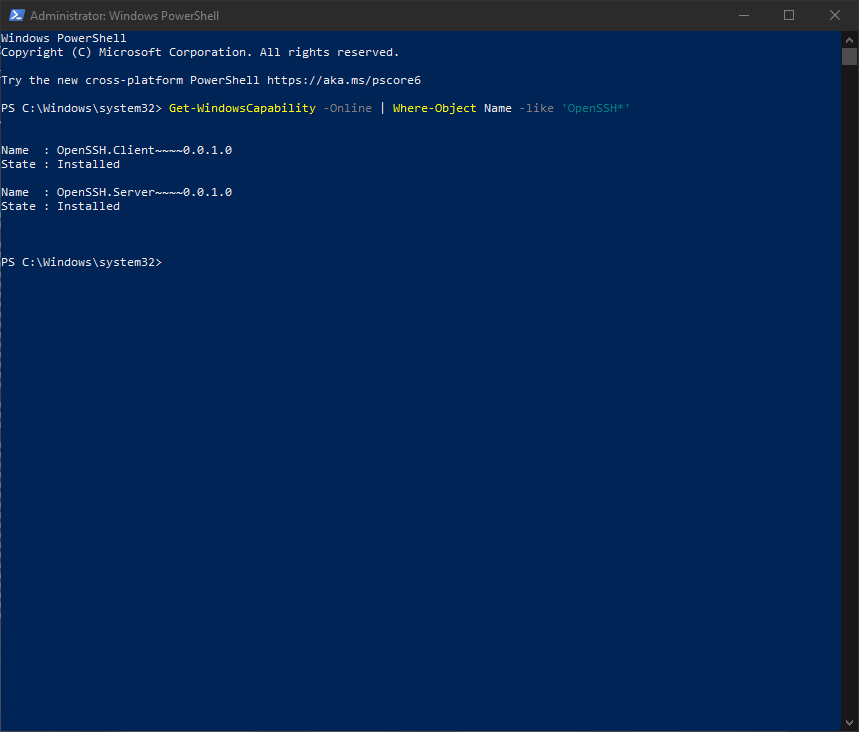 Administrator: Windows PowerShell
Windows PowerShell
Copyright (C) Microsoft Corporation. All rights reserved.
Try the new cross-platform PowerShell https://aka.ms/pscore6
PS C:\Windows\system32> Get-WindowsCapability -Online | Where-Object Name -like 'OpenSSH*'
Name  : OpenSSH.Client~~~~0.0.1.0
State : Installed
Name  : OpenSSH.Server~~~~0.0.1.0
State : Installed
PS C:\Windows\system32>